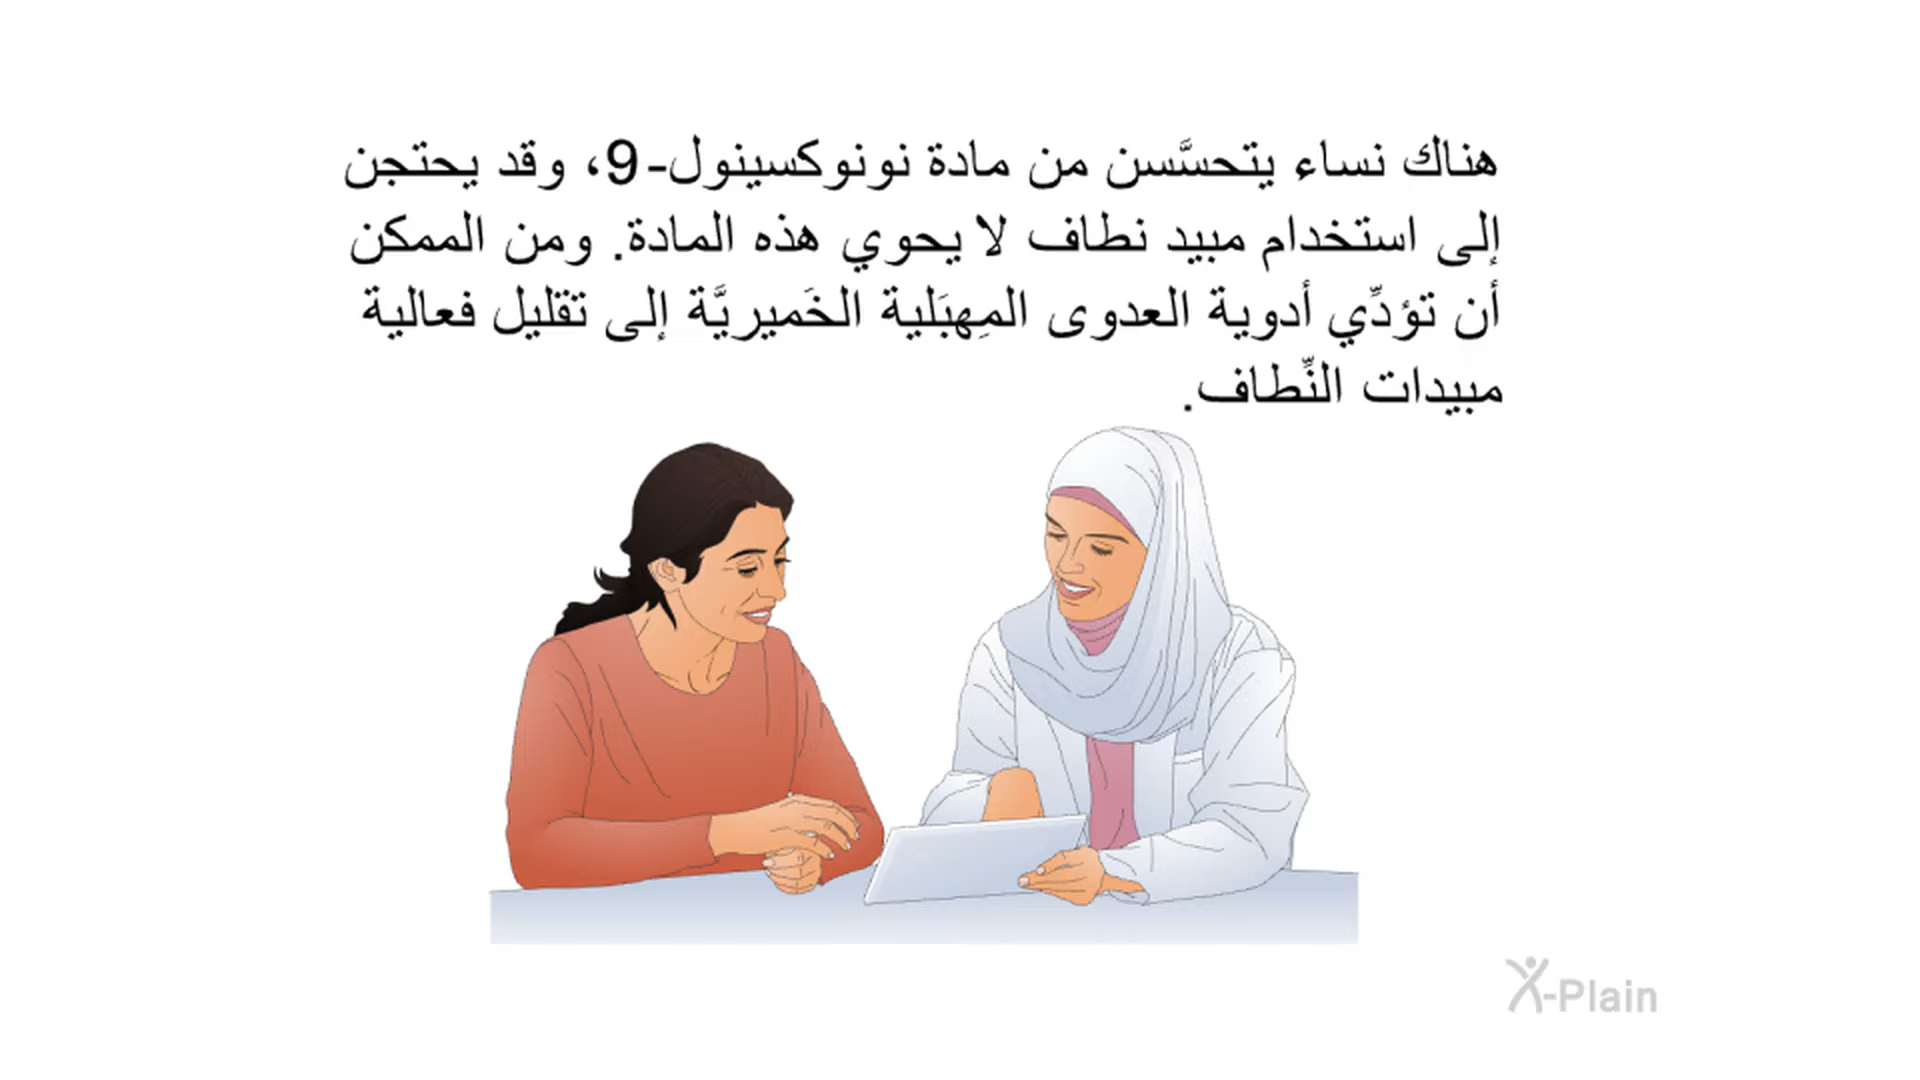 هناك نساء يتحسَّسن من مادة نونوكسينول-9، وقد يحتجن
إلى استخدام مبيد نطاف لا يحوي هذه المادة. ومن الممكن
أن تؤدِّي أدوية العدوى المِهبَلية الخَميريَّة إلى تقليل فعالية
مبيدات النِّطاف.
X-Plain